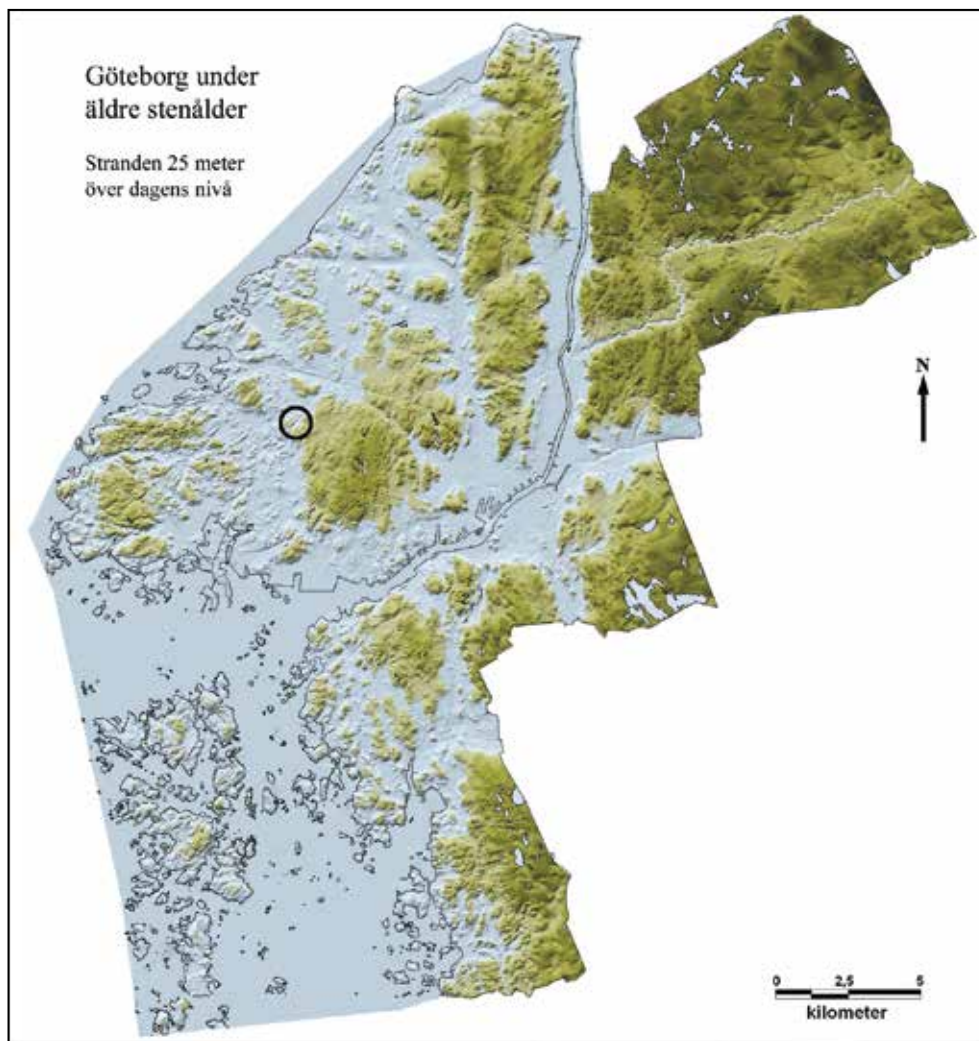 Göteborg under
äldre stenålder
Stranden 25 meter
över dagens nivå
N
0 2,5 5
kilometer